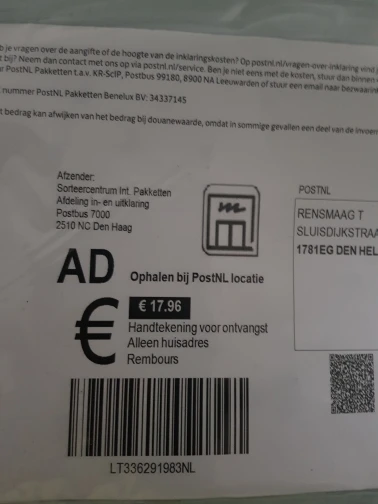 b je vragen over de aangifte of de hoogte van de inklaringskosten? Op postnl.nl/vragen-over-inklaring vind j
bij? Neem dan contact met ons op via postnl.nl/service. Ben je niet eens met de kosten, stuur dan binnen
r PostNL Pakketten t.a.v. KR-ScIP, Postbus 99180, 8900 NA Leeuwarden of stuur een email naar bezwaarink
nummer PostNL Pakketten Benelux BV: 34337145
t bedrag kan afwijken van het bedrag bij douanewaarde, omdat in sommige gevallen een deel van de invoer
Afzender:
Sorteercentrum Int. Pakketten
Afdeling in- en uitklaring
Postbus 7000
2510 NC Den Haag
POSTNL
RENSMAAG T
SLUISDIJKSTRAA
1781EG DEN HEL
AD Ophalen bij PostNL locatie
€ € 17.96
Handtekening voor ontvangst
Alleen huisadres
Rembours
LT336291983NL